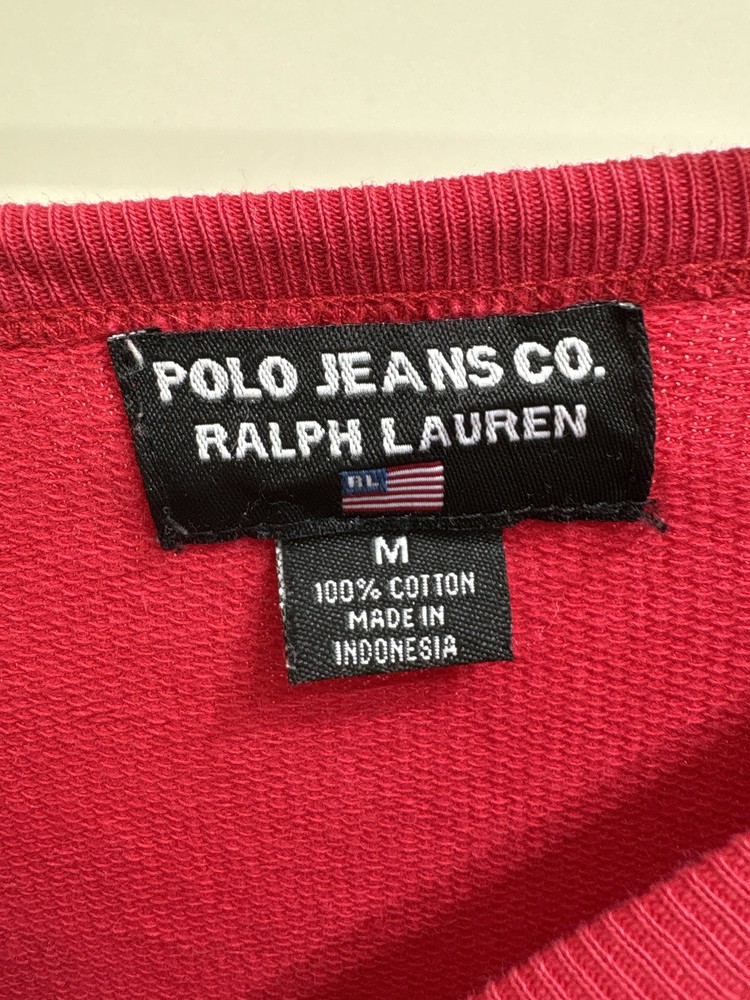 POLO JEANS CO.
RALPH LAUREN
RL
M
100% COTTON
MADE IN
INDONESIA